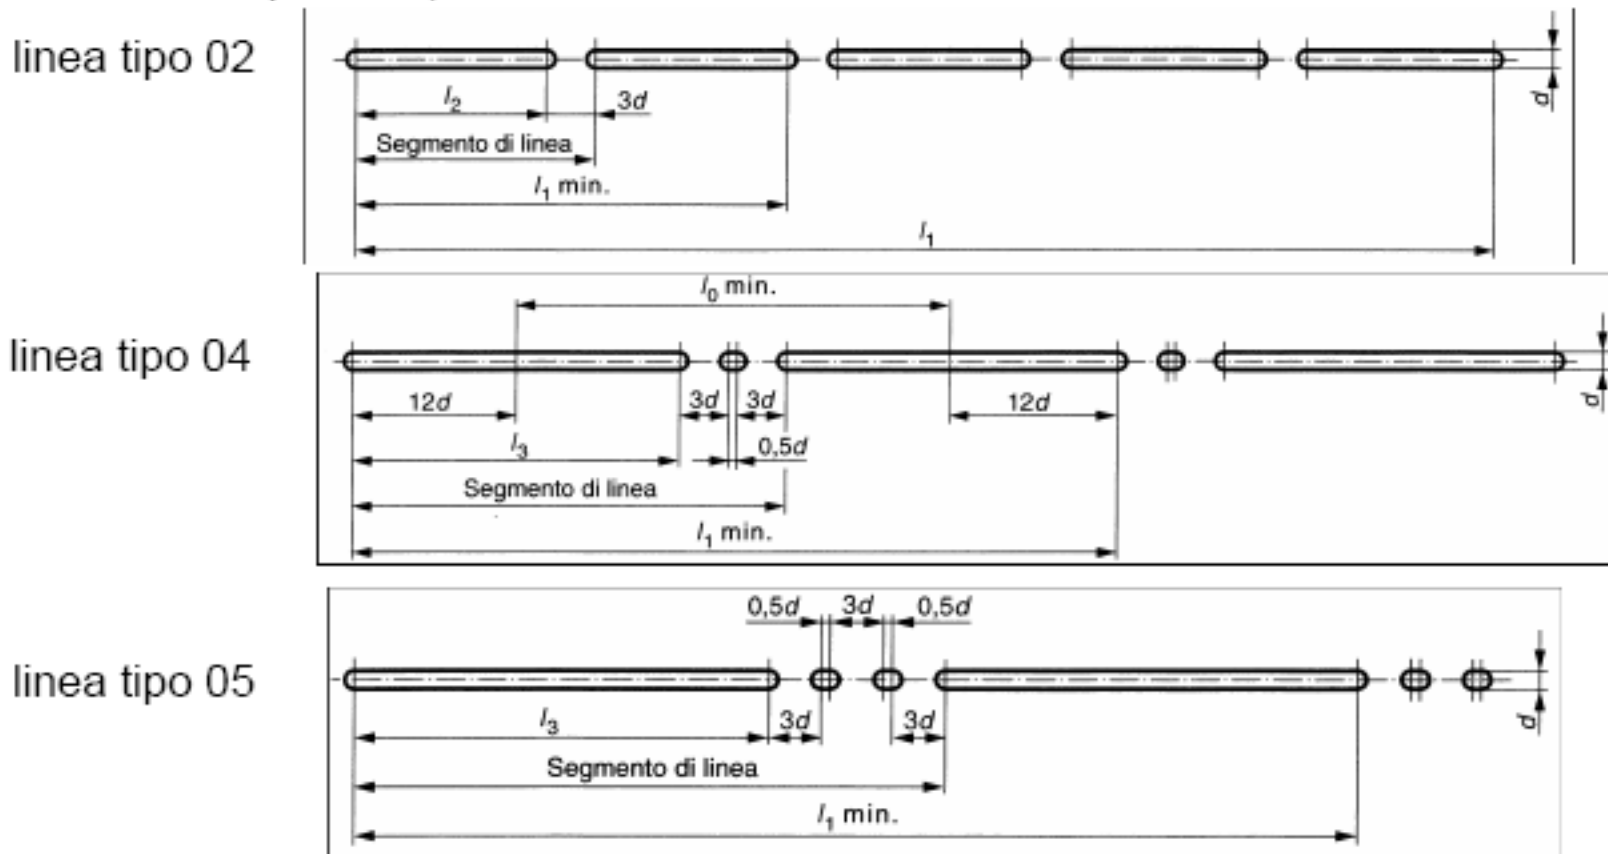 linea tipo 02
l2
3d
d
Segmento di linea
l1 min.
l1
linea tipo 04
l0 min.
12d
3d
3d
12d
d
l3
0,5d
Segmento di linea
l1 min.
linea tipo 05
0,5d
3d
0,5d
l3
3d
3d
d
Segmento di linea
l1 min.